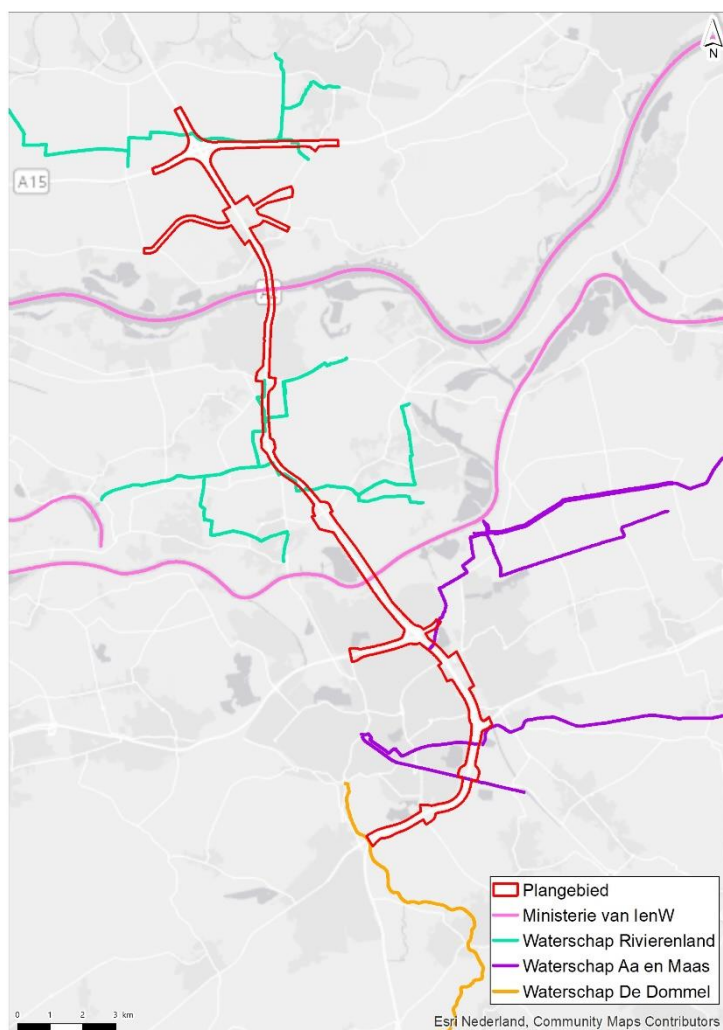 N
A15
Plangebied
Ministerie van IenW
Waterschap Rivierenland
Waterschap Aa en Maas
Waterschap De Dommel
0 1 2 3 km
Esri Nederland, Community Maps Contributors